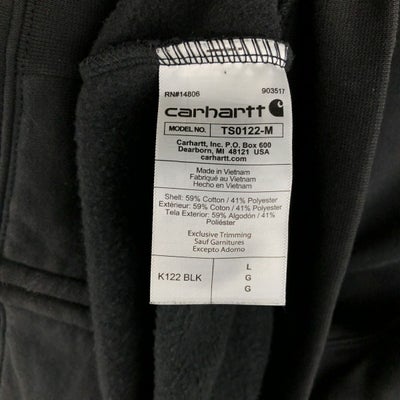 RN#14806 903517
carhartt
MODEL NO. TS0122-M
Carhartt, Inc. P.O. Box 600
Dearborn, MI 48121 USA
carhartt.com
Made in Vietnam
Fabriqué au Vietnam
Hecho en Vietnam
Shell: 59% Cotton / 41% Polyester
Extérieur: 59% Coton / 41% Polyester
Tela Exterior: 59% Algodón / 41%
Poliéster
Exclusive Trimming
Sauf Garnitures
Excepto Adorno
K122 BLK
L
G
G